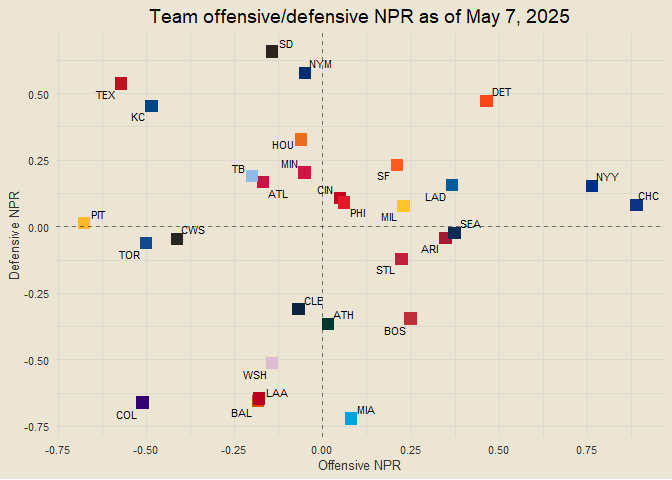 Team offensive/defensive NPR as of May 7, 2025
SD
NYM
TEX
KC
DET
HOU
MIN
TB
ATL
SF
NYY
LAD
CHC
CIN
PHI
MIL
PIT
CWS
TOR
SEA
ARI
STL
CLE
ATH
BOS
WSH
LAA
BAL
COL
MIA
0.50
0.25
0.00
-0.25
-0.50
-0.75
Defensive NPR
-0.75 -0.50 -0.25 0.00 0.25 0.50 0.75
Offensive NPR